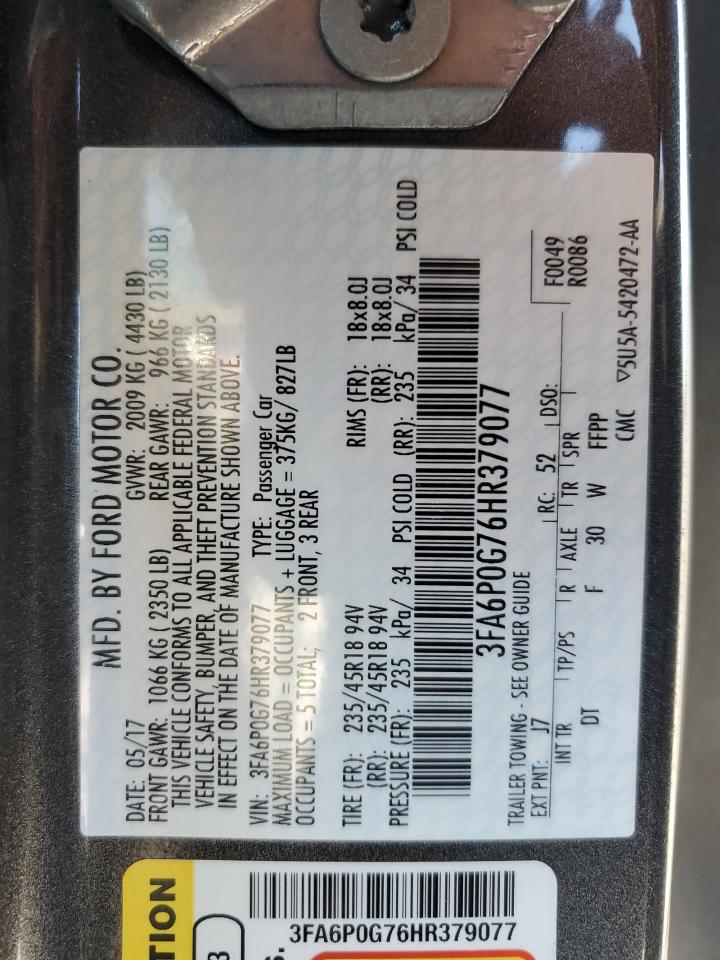 MFD. BY FORD MOTOR CO.
DATE: 05/17 GVWR: 2009 KG ( 4430 LB)
FRONT GAWR: 1066 KG ( 2350 LB) REAR GAWR: 966 KG ( 2130 LB)
THIS VEHICLE CONFORMS TO ALL APPLICABLE FEDERAL MOTOR
VEHICLE SAFETY, BUMPER, AND THEFT PREVENTION STANDARDS
IN EFFECT ON THE DATE OF MANUFACTURE SHOWN ABOVE.
VIN: 3FA6P0G76HR379077 TYPE: Passenger Car
MAXIMUM LOAD = OCCUPANTS + LUGGAGE = 375KG/ 827LB
OCCUPANTS = 5 TOTAL; 2 FRONT, 3 REAR
TIRE (FR): 235/45R18 94V RIMS (FR): 18x8.0J
(RR): 235/45R18 94V (RR): 18x8.0J
PRESSURE (FR): 235 kPa/ 34 PSI COLD (RR): 235 kPa/ 34 PSI COLD
3FA6P0G76HR379077
TRAILER TOWING - SEE OWNER GUIDE F0049
EXT PNT: J7 RC: 52 DSO: R0086
INT TR TP/PS R AXLE TR SPR
DT F 30 W FFPP
CMC ▽5U5A-5420472-AA
TION
3
S.
3FA6P0G76HR379077